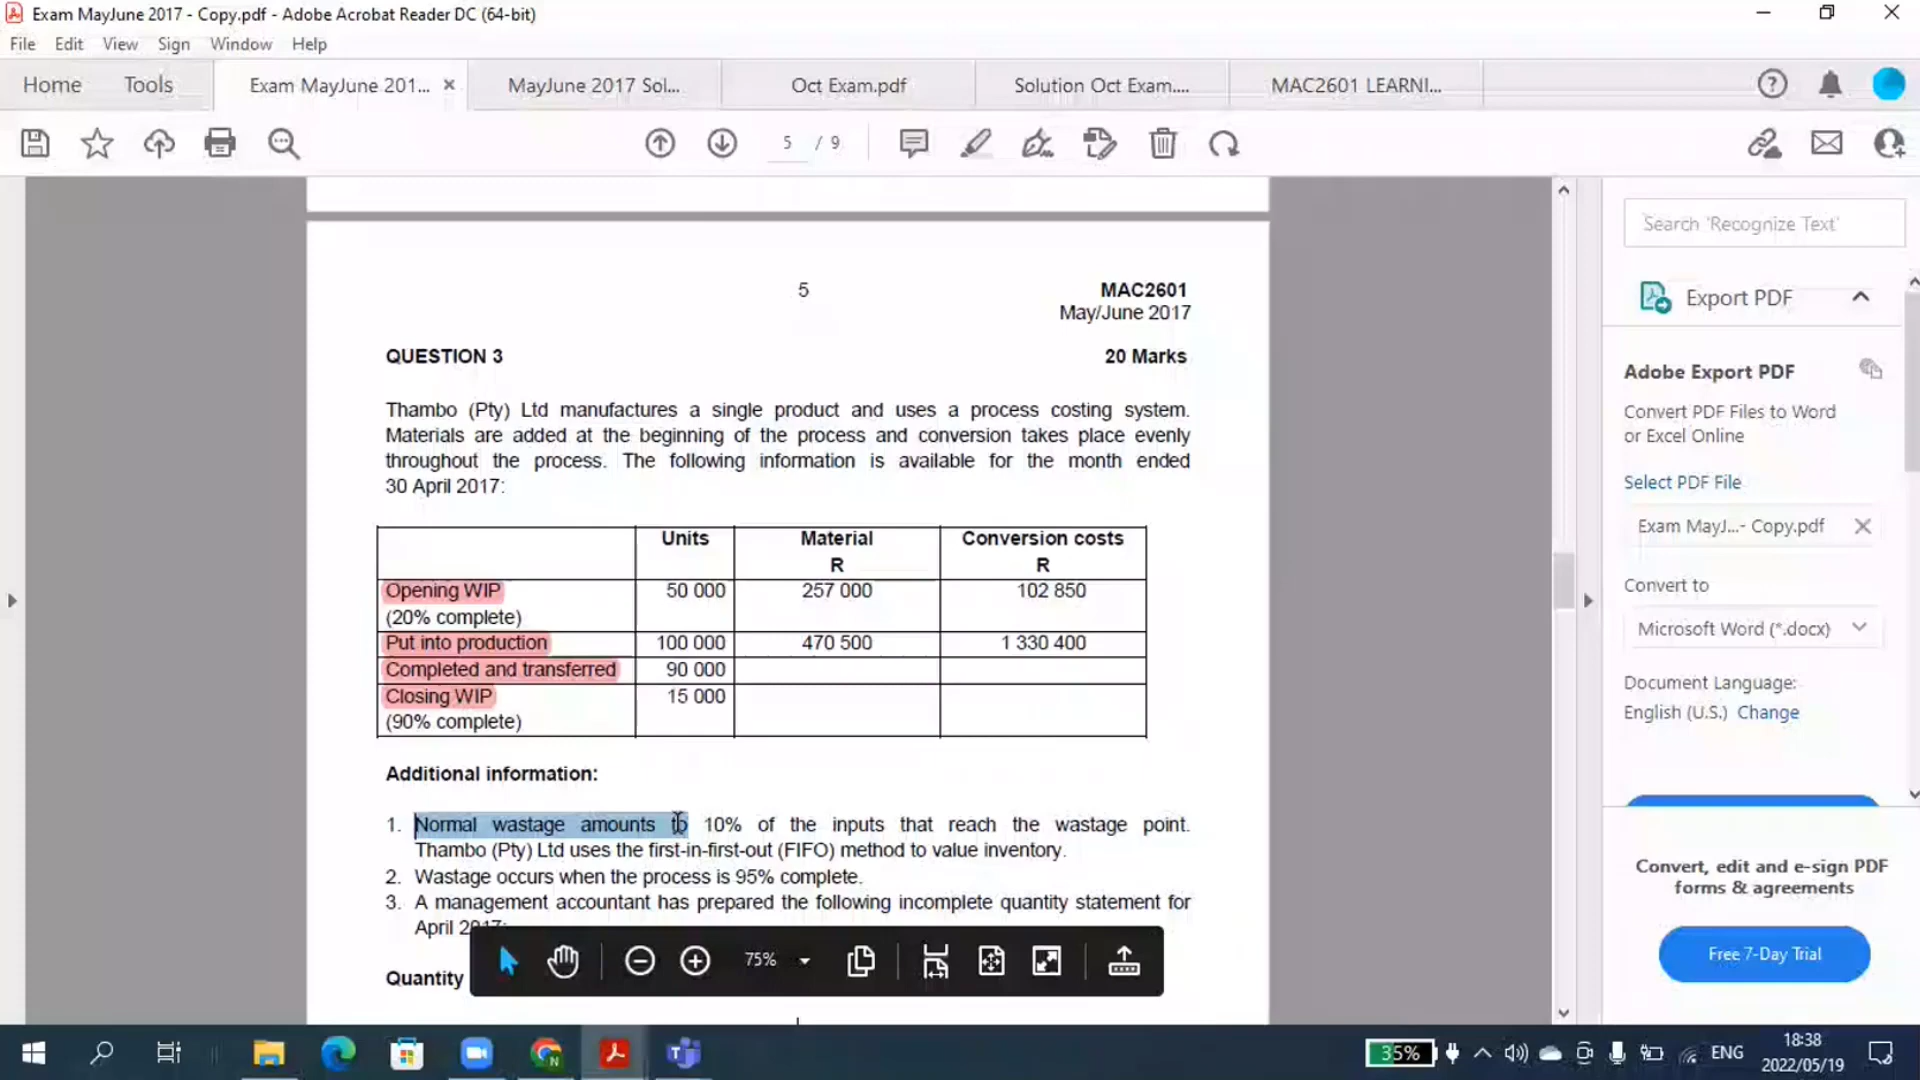 Exam MayJune 2017 - Copy.pdf - Adobe Acrobat Reader DC (64-bit)
File Edit View Sign Window Help
Home Tools Exam MayJune 201... × MayJune 2017 Sol... Oct Exam.pdf Solution Oct Exam.... MAC2601 LEARNI...
5 / 9
5 MAC2601
May/June 2017
QUESTION 3 20 Marks
Thambo (Pty) Ltd manufactures a single product and uses a process costing system.
Materials are added at the beginning of the process and conversion takes place evenly
throughout the process. The following information is available for the month ended
30 April 2017:
Units Material Conversion costs
R R
Opening WIP 50 000 257 000 102 850
(20% complete)
Put into production 100 000 470 500 1 330 400
Completed and transferred 90 000
Closing WIP 15 000
(90% complete)
Additional information:
1. Normal wastage amounts to 10% of the inputs that reach the wastage point.
Thambo (Pty) Ltd uses the first-in-first-out (FIFO) method to value inventory.
2. Wastage occurs when the process is 95% complete.
3. A management accountant has prepared the following incomplete quantity statement for
April 2017:
Quantity
75%
Search 'Recognize Text'
Export PDF
Adobe Export PDF
Convert PDF Files to Word
or Excel Online
Select PDF File
Exam MayJ...- Copy.pdf
Convert to
Microsoft Word (*.docx)
Document Language:
English (U.S.) Change
Convert, edit and e-sign PDF
forms & agreements
Free 7-Day Trial
35% ENG 18:38
2022/05/19